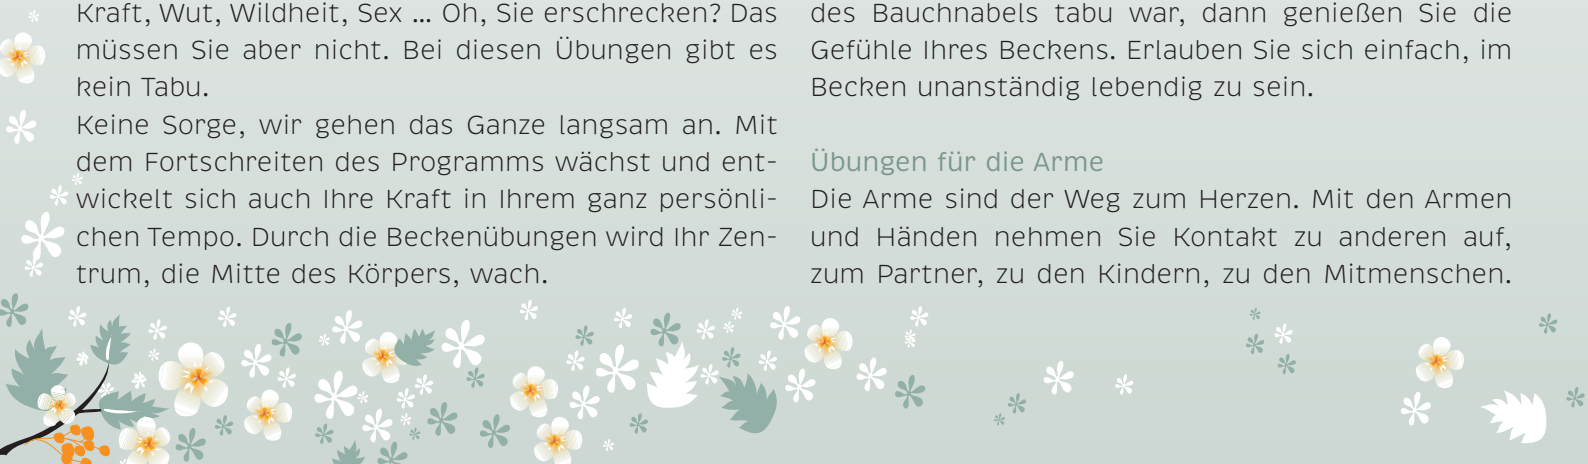 Kraft, Wut, Wildheit, Sex … Oh, Sie erschrecken? Das
müssen Sie aber nicht. Bei diesen Übungen gibt es
kein Tabu.
Keine Sorge, wir gehen das Ganze langsam an. Mit
dem Fortschreiten des Programms wächst und ent-
wickelt sich auch Ihre Kraft in Ihrem ganz persönli-
chen Tempo. Durch die Beckenübungen wird Ihr Zen-
trum, die Mitte des Körpers, wach.
des Bauchnabels tabu war, dann genießen Sie die
Gefühle Ihres Beckens. Erlauben Sie sich einfach, im
Becken unanständig lebendig zu sein.
Übungen für die Arme
Die Arme sind der Weg zum Herzen. Mit den Armen
und Händen nehmen Sie Kontakt zu anderen auf,
zum Partner, zu den Kindern, zu den Mitmenschen.